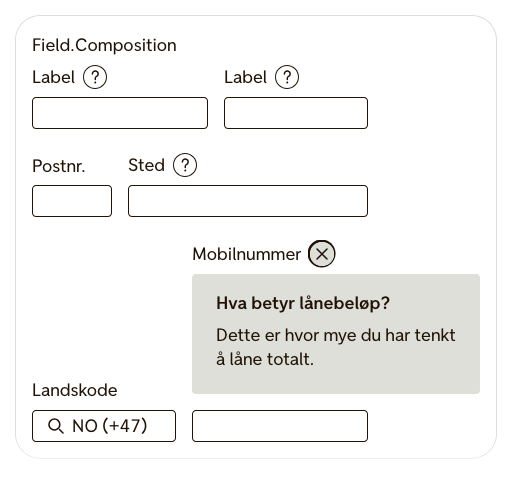 Field.Composition
Label ? Label ?
Postnr. Sted ?
Mobilnummer
Hva betyr lånebeløp?
Dette er hvor mye du har tenkt
å låne totalt.
Landskode
NO (+47)